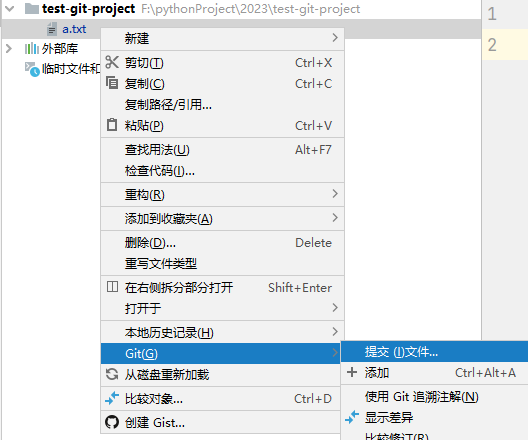 test-git-project F:\pythonProject\2023\test-git-project
1
a.txt
2
外部库
临时文件和
新建
剪切(T) Ctrl+X
复制(C) Ctrl+C
复制路径/引用...
粘贴(P) Ctrl+V
查找用法(U) Alt+F7
检查代码(I)...
重构(R)
添加到收藏夹(A)
删除(D)... Delete
重写文件类型
在右侧拆分部分打开 Shift+Enter
打开于
本地历史记录(H)
Git(G)
从磁盘重新加载
比较对象... Ctrl+D
创建 Gist...
提交 (I)文件...
添加 Ctrl+Alt+A
使用 Git 追溯注解(N)
显示差异
比较修订(R)